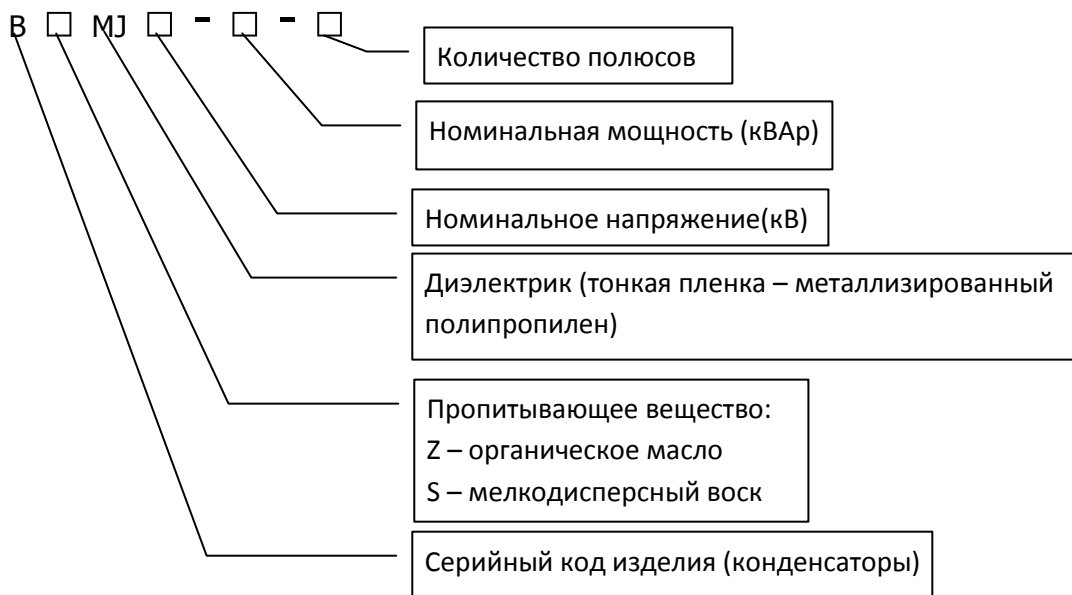 B □ MJ □ - □ - □
Количество полюсов
Номинальная мощность (кВАр)
Номинальное напряжение(кВ)
Диэлектрик (тонкая пленка – металлизированный
полипропилен)
Пропитывающее вещество:
Z – органическое масло
S – мелкодисперсный воск
Серийный код изделия (конденсаторы)